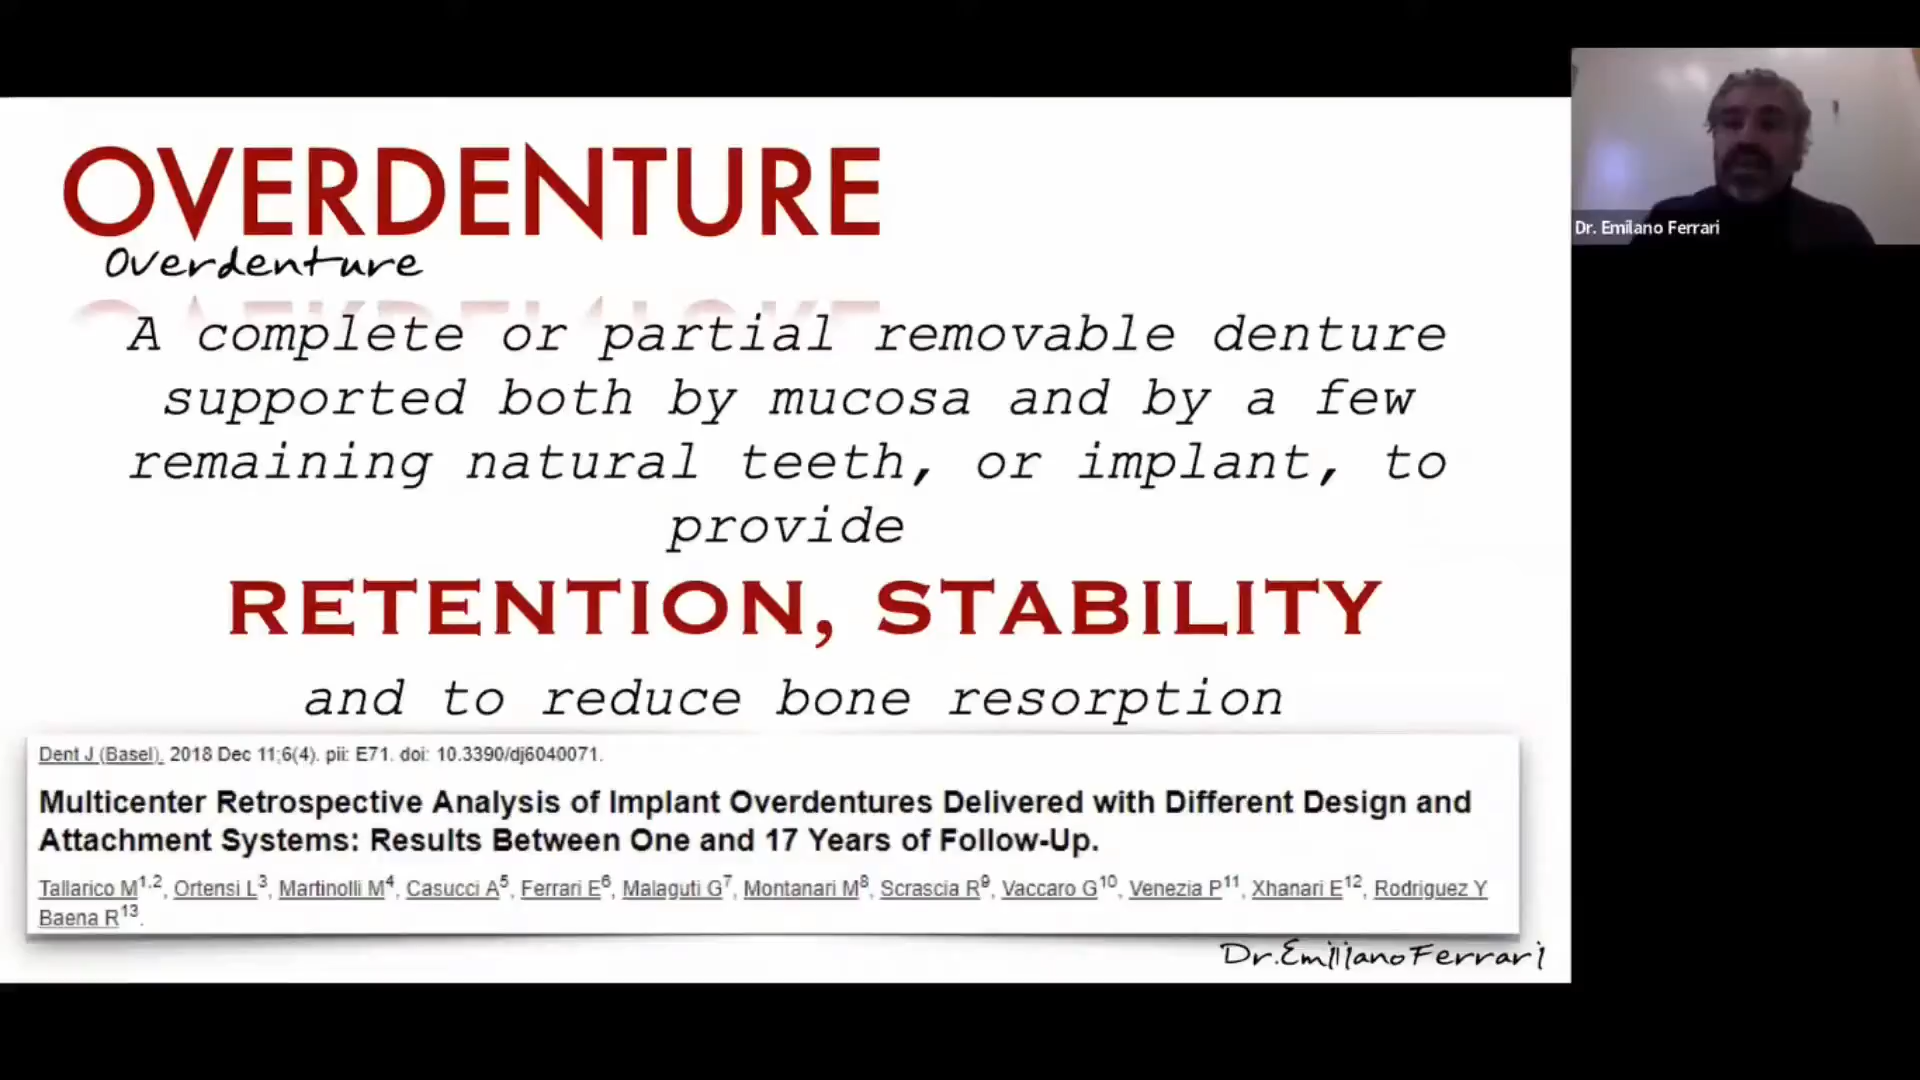 OVERDENTURE
Overdenture
A complete or partial removable denture
supported both by mucosa and by a few
remaining natural teeth, or implant, to
provide
RETENTION, STABILITY
and to reduce bone resorption
Dent J (Basel). 2018 Dec 11;6(4). pii: E71. doi: 10.3390/dj6040071.
Multicenter Retrospective Analysis of Implant Overdentures Delivered with Different Design and
Attachment Systems: Results Between One and 17 Years of Follow-Up.
Tallarico M1,2, Ortensi L3, Martinolli M4, Casucci A5, Ferrari E6, Malaguti G7, Montanari M8, Scrascia R9, Vaccaro G10, Venezia P11, Xhanari E12, Rodriguez Y
Baena R13.
Dr.EmilianoFerrari
Dr. Emilano Ferrari